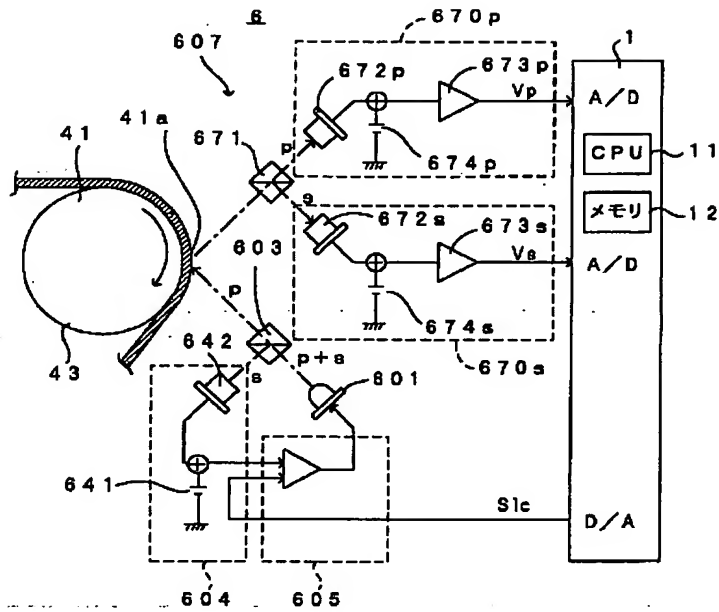 6
670p
607
672p
673p
1
Vp
A/D
41
41a
671
p
674p
CPU
11
s
672s
673s
メモリ
12
603
Vs
A/D
p
674s
43
642
s
p+s
601
670s
641
Slc
D/A
604
605